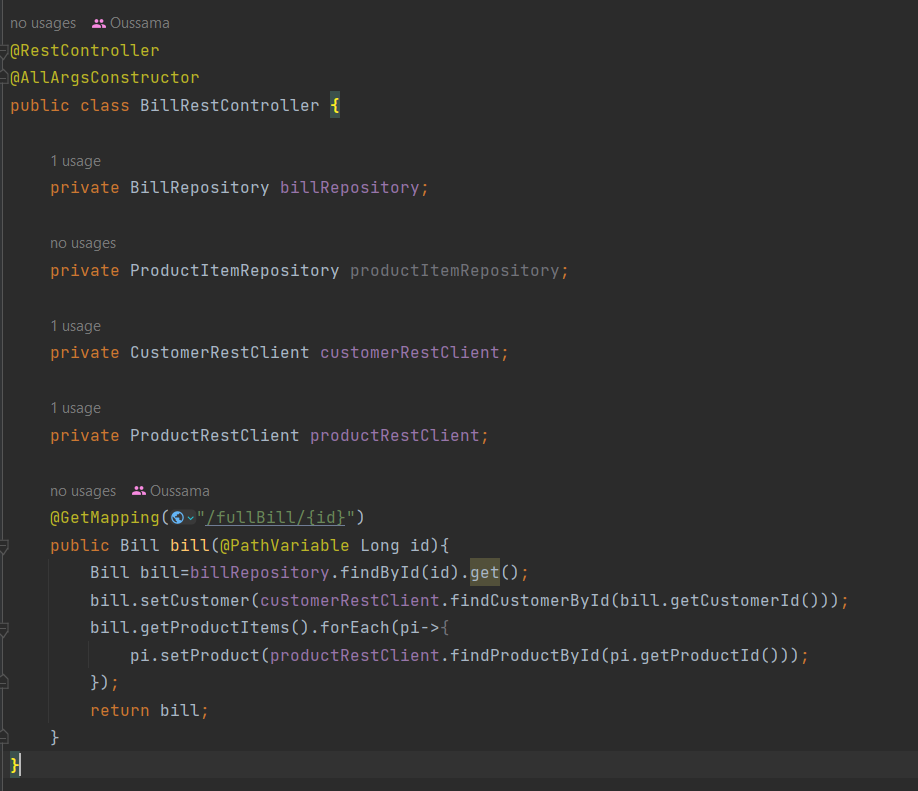 no usages Oussama
@RestController
@AllArgsConstructor
public class BillRestController {
1 usage
private BillRepository billRepository;
no usages
private ProductItemRepository productItemRepository;
1 usage
private CustomerRestClient customerRestClient;
1 usage
private ProductRestClient productRestClient;
no usages Oussama
@GetMapping("/fullBill/{id}")
public Bill bill(@PathVariable Long id){
Bill bill=billRepository.findById(id).get();
bill.setCustomer(customerRestClient.findCustomerById(bill.getCustomerId()));
bill.getProductItems().forEach(pi->{
pi.setProduct(productRestClient.findProductById(pi.getProductId()));
});
return bill;
}
}